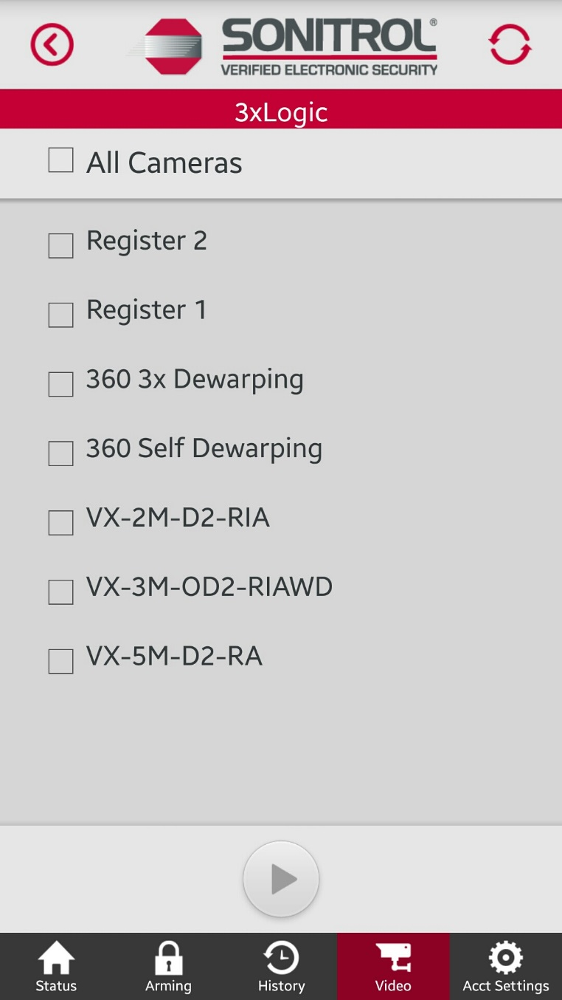 SONITROL®
VERIFIED ELECTRONIC SECURITY
3xLogic
All Cameras
Register 2
Register 1
360 3x Dewarping
360 Self Dewarping
VX-2M-D2-RIA
VX-3M-OD2-RIAWD
VX-5M-D2-RA
Status Arming History Video Acct Settings